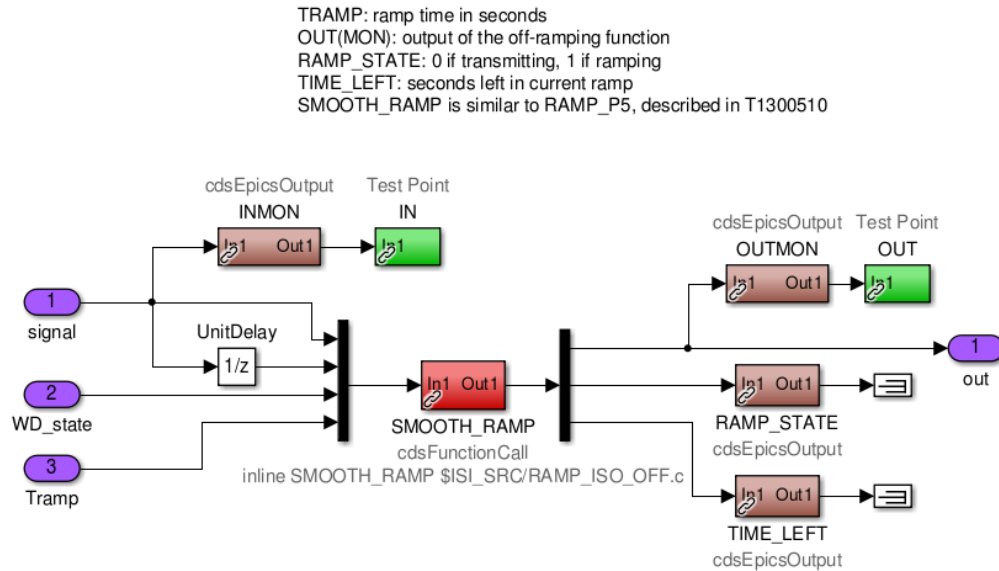 TRAMP: ramp time in seconds
OUT(MON): output of the off-ramping function
RAMP_STATE: 0 if transmitting, 1 if ramping
TIME_LEFT: seconds left in current ramp
SMOOTH_RAMP is similar to RAMP_P5, described in T1300510
cdsEpicsOutput
INMON
In1 Out1
Test Point
IN
In1
cdsEpicsOutput
OUTMON
In1 Out1
Test Point
OUT
In1
1
signal
UnitDelay
1/z
2
WD_state
3
Tramp
In1 Out1
SMOOTH_RAMP
cdsFunctionCall
inline SMOOTH_RAMP $ISI_SRC/RAMP_ISO_OFF.c
1
out
In1 Out1
RAMP_STATE
cdsEpicsOutput
In1 Out1
TIME_LEFT
cdsEpicsOutput